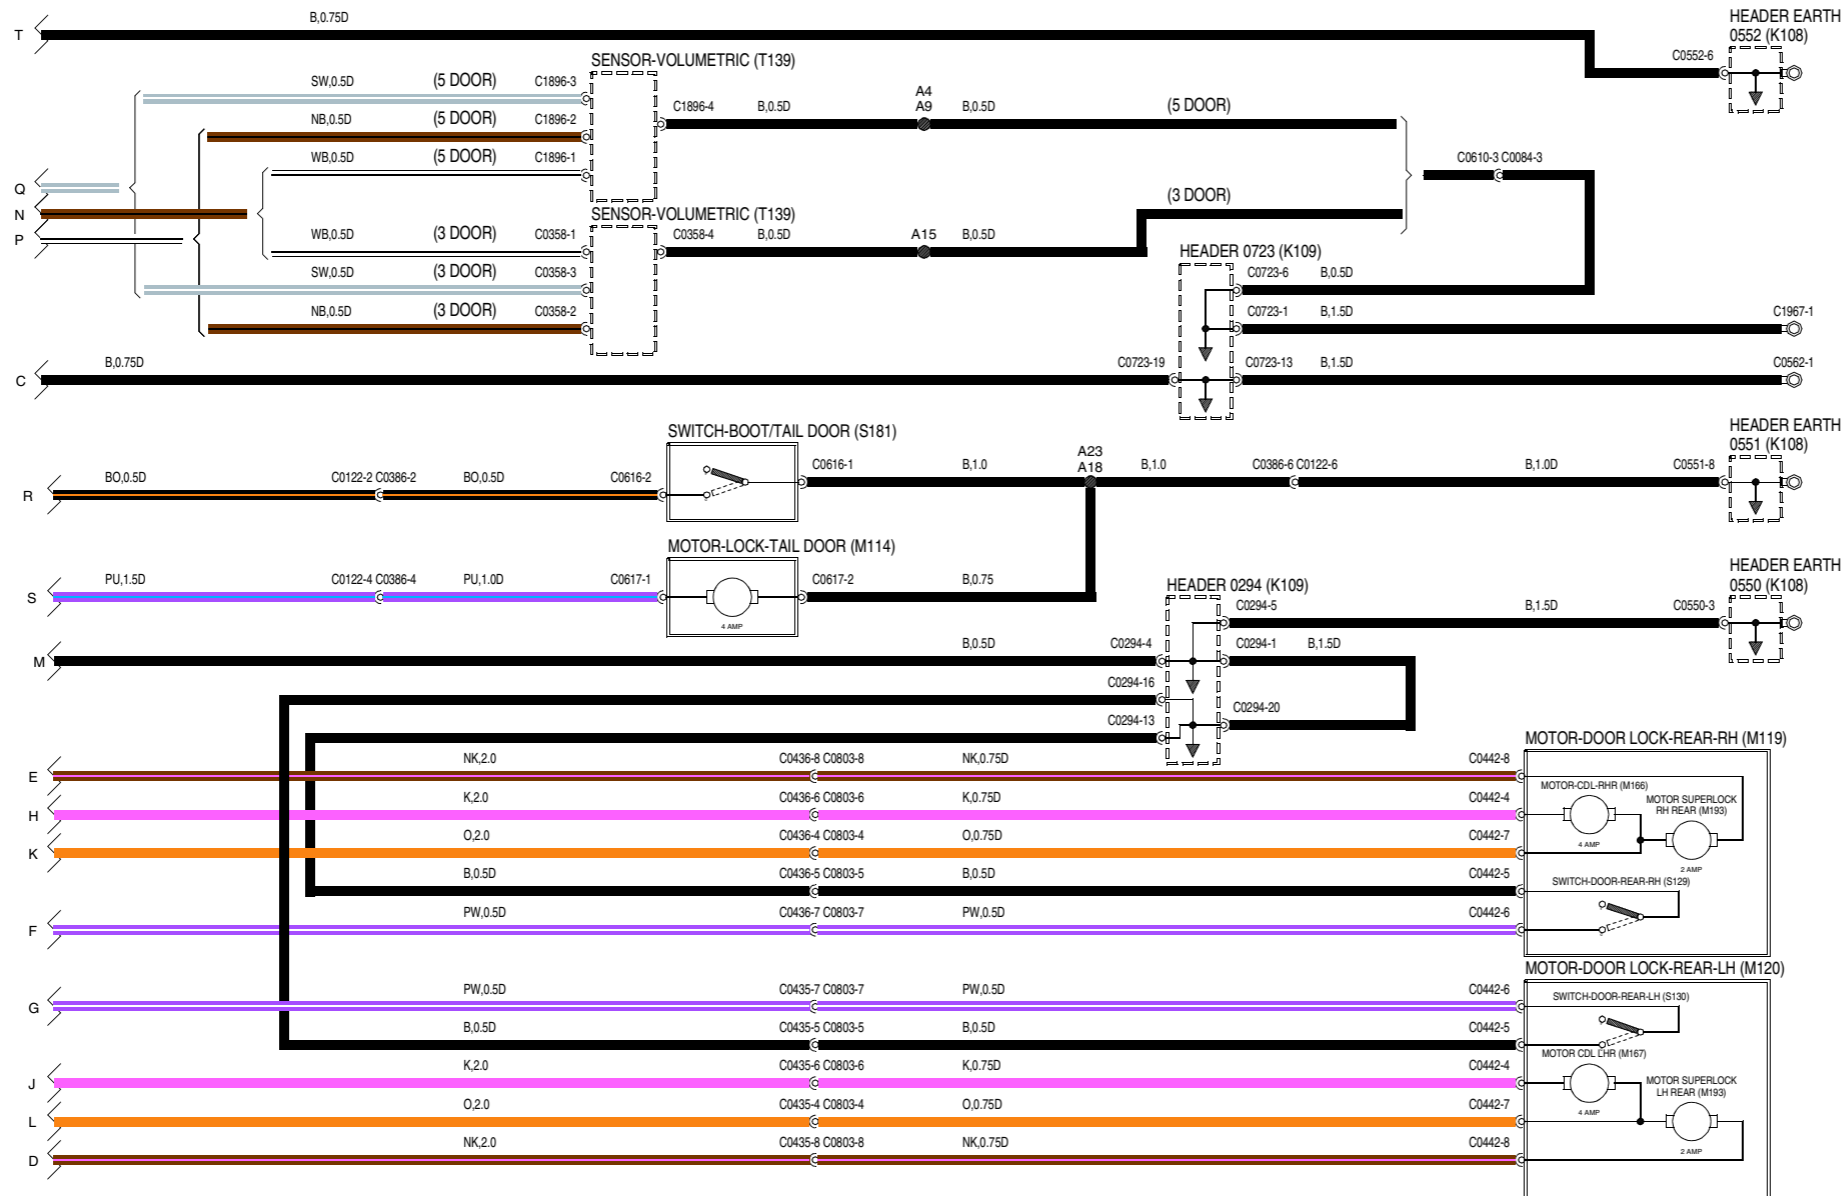 B,0.75D
HEADER EARTH
0552 (K108)
T
C0552-6
SENSOR-VOLUMETRIC (T139)
SW,0.5D (5 DOOR) C1896-3
A4
A9
C1896-4 B,0.5D B,0.5D (5 DOOR)
NB,0.5D (5 DOOR) C1896-2
WB,0.5D (5 DOOR) C1896-1
C0610-3 C0084-3
Q
N
P
(3 DOOR)
SENSOR-VOLUMETRIC (T139)
WB,0.5D (3 DOOR) C0358-1
C0358-4 B,0.5D A15 B,0.5D
HEADER 0723 (K109)
SW,0.5D (3 DOOR) C0358-3
C0723-6 B,0.5D
NB,0.5D (3 DOOR) C0358-2
C0723-1 B,1.5D C1967-1
C
B,0.75D C0723-19 C0723-13 B,1.5D C0562-1
SWITCH-BOOT/TAIL DOOR (S181)
HEADER EARTH
0551 (K108)
A23
A18
R
BO,0.5D C0122-2 C0386-2 BO,0.5D C0616-2
C0616-1 B,1.0 B,1.0 C0386-6 C0122-6 B,1.0D C0551-8
MOTOR-LOCK-TAIL DOOR (M114)
S
PU,1.5D C0122-4 C0386-4 PU,1.0D C0617-1
4 AMP
C0617-2 B,0.75
HEADER 0294 (K109)
HEADER EARTH
0550 (K108)
C0294-5 B,1.5D C0550-3
M
B,0.5D C0294-4 C0294-1 B,1.5D
C0294-16
C0294-13 C0294-20
MOTOR-DOOR LOCK-REAR-RH (M119)
E
NK,2.0 C0436-8 C0803-8 NK,0.75D C0442-8
MOTOR-CDL-RHR (M166)
MOTOR SUPERLOCK
RH REAR (M193)
4 AMP
2 AMP
H
K,2.0 C0436-6 C0803-6 K,0.75D C0442-4
K
O,2.0 C0436-4 C0803-4 O,0.75D C0442-7
B,0.5D C0436-5 C0803-5 B,0.5D C0442-5
SWITCH-DOOR-REAR-RH (S129)
F
PW,0.5D C0436-7 C0803-7 PW,0.5D C0442-6
MOTOR-DOOR LOCK-REAR-LH (M120)
G
PW,0.5D C0435-7 C0803-7 PW,0.5D C0442-6
SWITCH-DOOR-REAR-LH (S130)
B,0.5D C0435-5 C0803-5 B,0.5D C0442-5
MOTOR CDL LHR (M167)
J
K,2.0 C0435-6 C0803-6 K,0.75D C0442-4
MOTOR SUPERLOCK
LH REAR (M193)
4 AMP
2 AMP
L
O,2.0 C0435-4 C0803-4 O,0.75D C0442-7
D
NK,2.0 C0435-8 C0803-8 NK,0.75D C0442-8